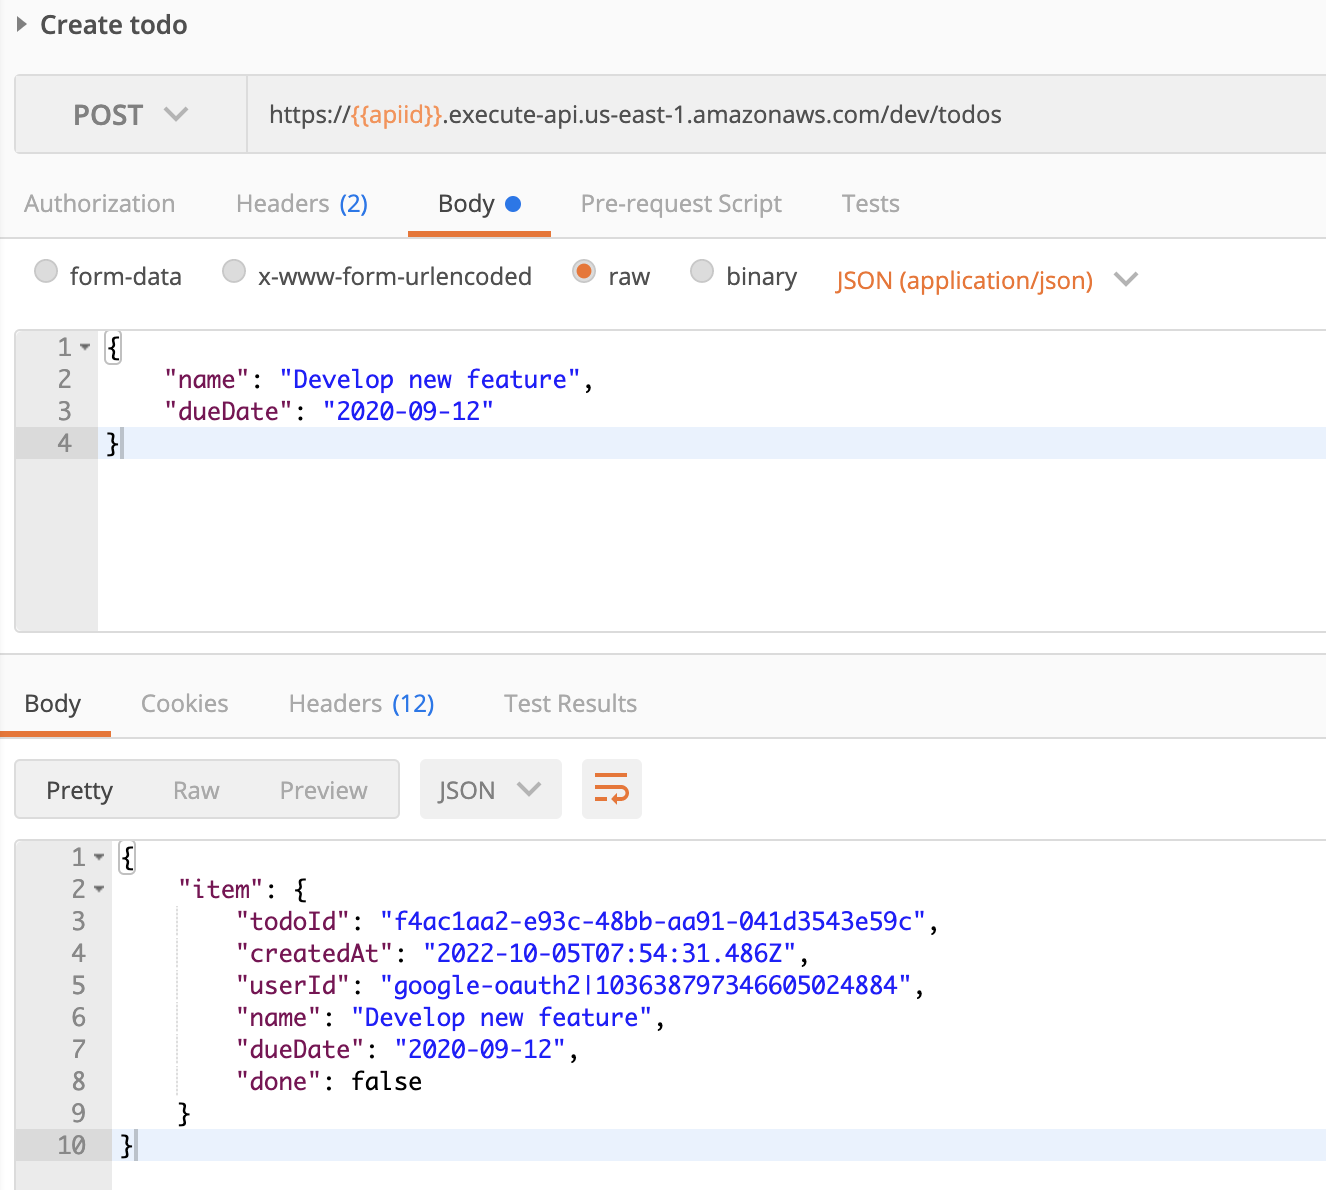 Create todo
POST https://{{apiid}}.execute-api.us-east-1.amazonaws.com/dev/todos
Authorization Headers (2) Body Pre-request Script Tests
form-data x-www-form-urlencoded raw binary JSON (application/json)
1 {
2 "name": "Develop new feature",
3 "dueDate": "2020-09-12"
4 }
Body Cookies Headers (12) Test Results
Pretty Raw Preview JSON
1 {
2 "item": {
3 "todoId": "f4ac1aa2-e93c-48bb-aa91-041d3543e59c",
4 "createdAt": "2022-10-05T07:54:31.486Z",
5 "userId": "google-oauth2|103638797346605024884",
6 "name": "Develop new feature",
7 "dueDate": "2020-09-12",
8 "done": false
9 }
10 }